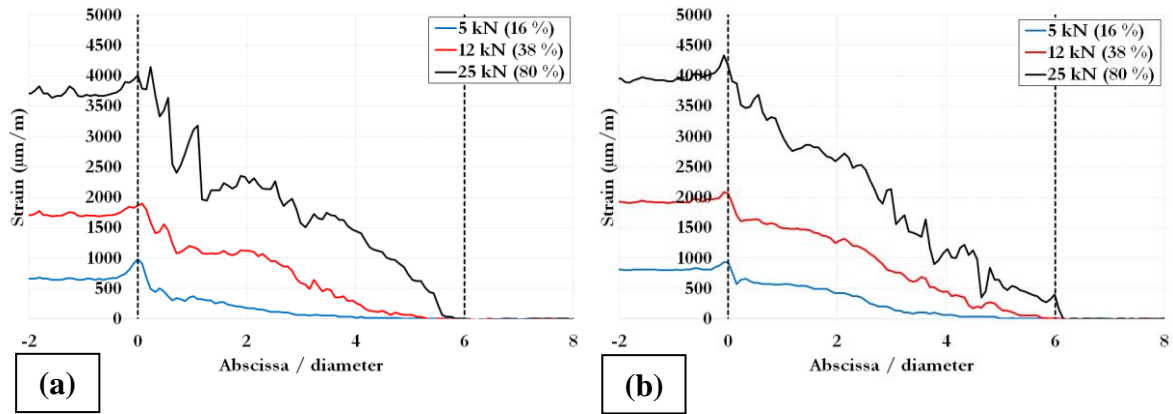 5000
4500
4000
3500
3000
2500
2000
1500
1000
500
0
Strain (µm/m)
5 kN (16 %)
12 kN (38 %)
25 kN (80 %)
-2 0 2 4 6 8
Abscissa / diameter
(a)
5000
4500
4000
3500
3000
2500
2000
1500
1000
500
0
Strain (µm/m)
5 kN (16 %)
12 kN (38 %)
25 kN (80 %)
-2 0 2 4 6 8
Abscissa / diameter
(b)